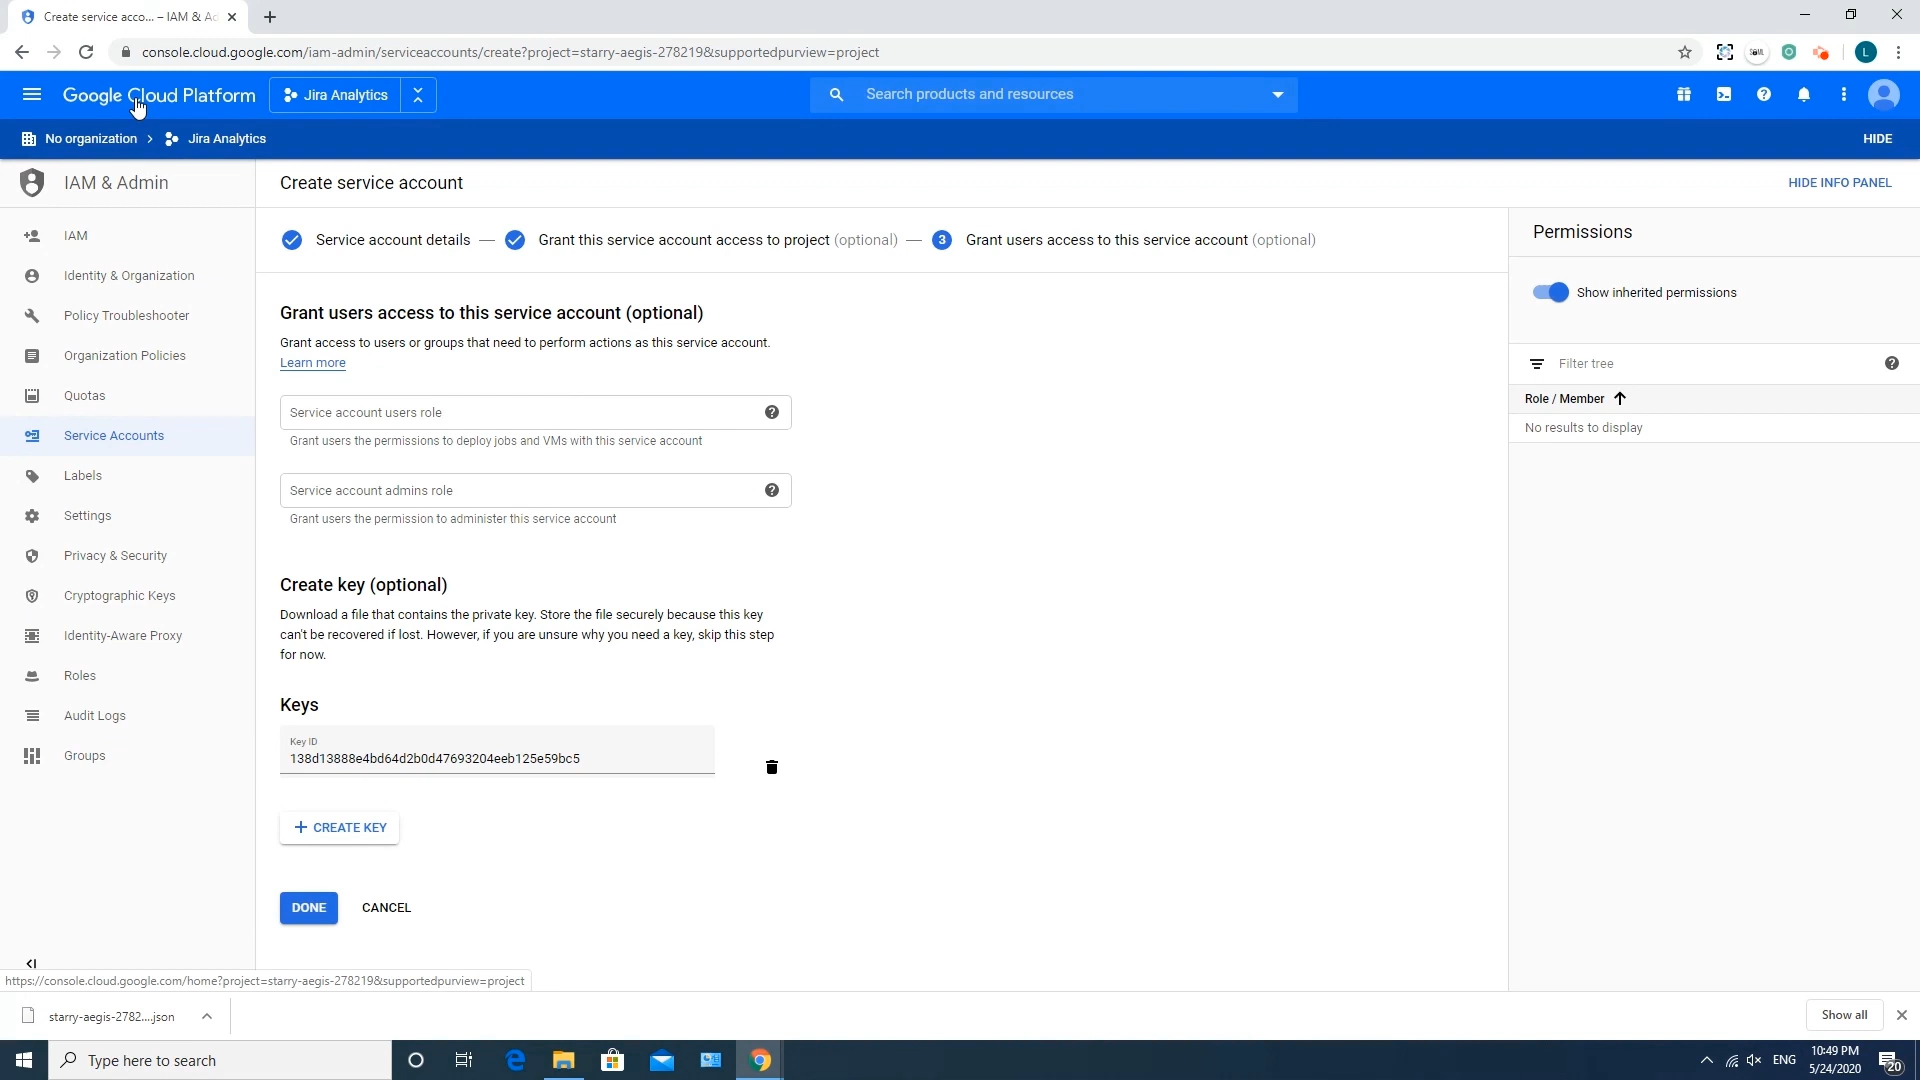 Create service acco... – IAM & Ad
console.cloud.google.com/iam-admin/serviceaccounts/create?project=starry-aegis-278219&supportedpurview=project
L
Google Cloud Platform
Jira Analytics
Search products and resources
No organization
Jira Analytics
HIDE
IAM & Admin
Create service account
HIDE INFO PANEL
IAM
Identity & Organization
Policy Troubleshooter
Organization Policies
Quotas
Service Accounts
Labels
Settings
Privacy & Security
Cryptographic Keys
Identity-Aware Proxy
Roles
Audit Logs
Groups
Service account details — Grant this service account access to project (optional) — 3 Grant users access to this service account (optional)
Grant users access to this service account (optional)
Grant access to users or groups that need to perform actions as this service account.
Learn more
Service account users role
Grant users the permissions to deploy jobs and VMs with this service account
Service account admins role
Grant users the permission to administer this service account
Create key (optional)
Download a file that contains the private key. Store the file securely because this key
can't be recovered if lost. However, if you are unsure why you need a key, skip this step
for now.
Keys
Key ID
138d13888e4bd64d2b0d47693204eeb125e59bc5
CREATE KEY
DONE
CANCEL
Permissions
Show inherited permissions
Filter tree
Role / Member
No results to display
https://console.cloud.google.com/home?project=starry-aegis-278219&supportedpurview=project
starry-aegis-2782....json
Show all
Type here to search
ENG
10:49 PM
5/24/2020
20